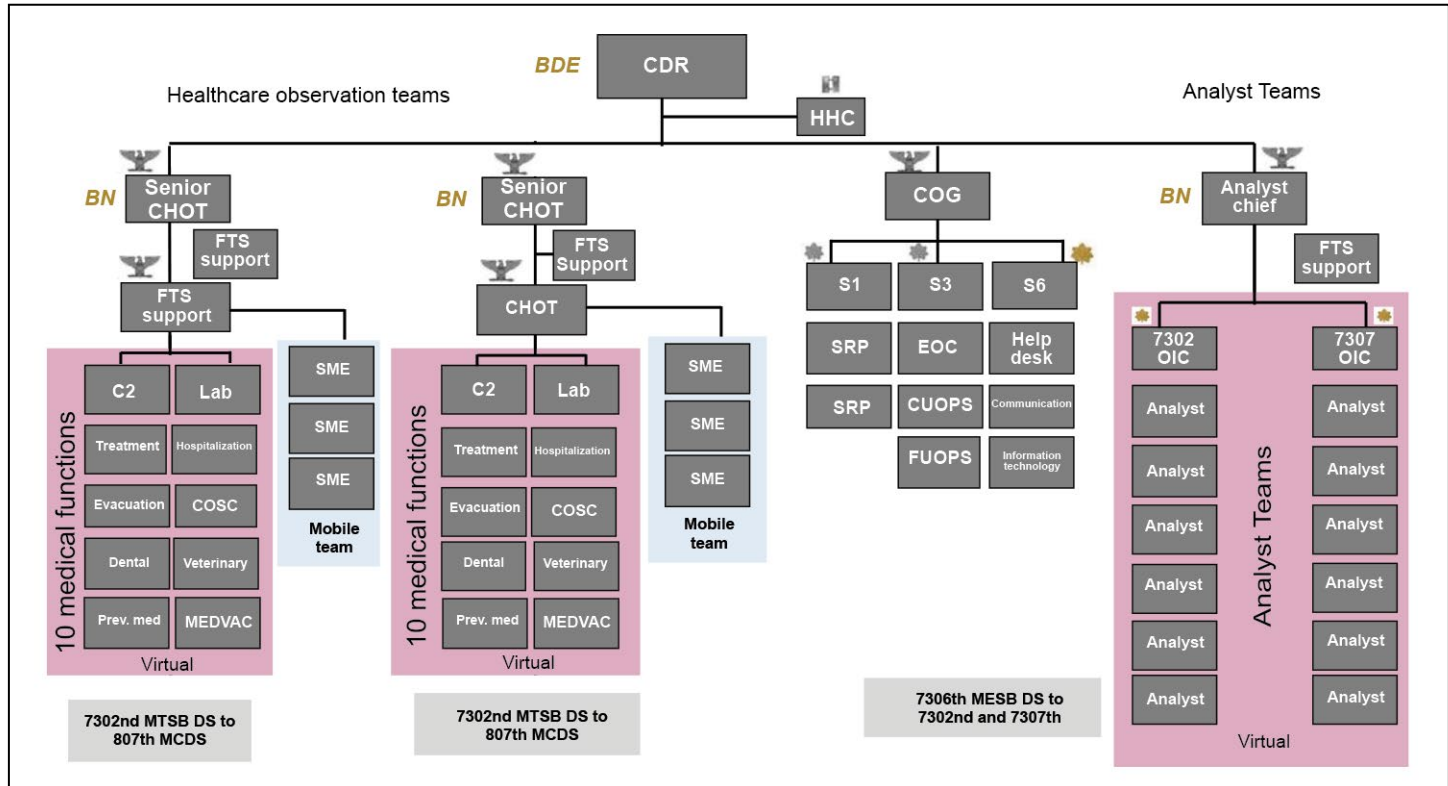 BDE
CDR
Healthcare observation teams
Analyst Teams
HHC
BN
Senior
CHOT
FTS
support
FTS
support
10 medical functions
C2
Lab
Treatment
Hospitalization
Evacuation
COSC
Dental
Veterinary
Prev. med
MEDVAC
Virtual
SME
SME
SME
Mobile
team
7302nd MTSB DS to
807th MCDS
BN
Senior
CHOT
FTS
Support
CHOT
10 medical functions
C2
Lab
Treatment
Hospitalization
Evacuation
COSC
Dental
Veterinary
Prev. med
MEDVAC
Virtual
SME
SME
SME
Mobile
team
7302nd MTSB DS to
807th MCDS
COG
S1
S3
S6
SRP
EOC
Help
desk
SRP
CUOPS
Communication
FUOPS
Information
technology
7306th MESB DS to
7302nd and 7307th
BN
Analyst
chief
FTS
support
7302
OIC
7307
OIC
Analyst Teams
Analyst
Analyst
Analyst
Analyst
Analyst
Analyst
Analyst
Analyst
Analyst
Analyst
Analyst
Analyst
Virtual